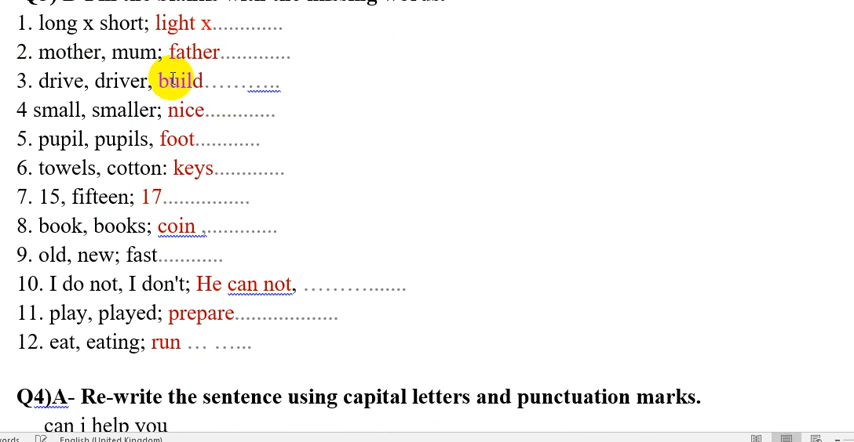 1. long x short; light x.............
2. mother, mum; father.............
3. drive, driver, build.............
4 small, smaller; nice.............
5. pupil, pupils, foot............
6. towels, cotton: keys.............
7. 15, fifteen; 17................
8. book, books; coin ,.............
9. old, new; fast............
10. I do not, I don't; He can not, ................
11. play, played; prepare...................
12. eat, eating; run ... ......
Q4)A- Re-write the sentence using capital letters and punctuation marks.
can i help you
English (United Kingdom)